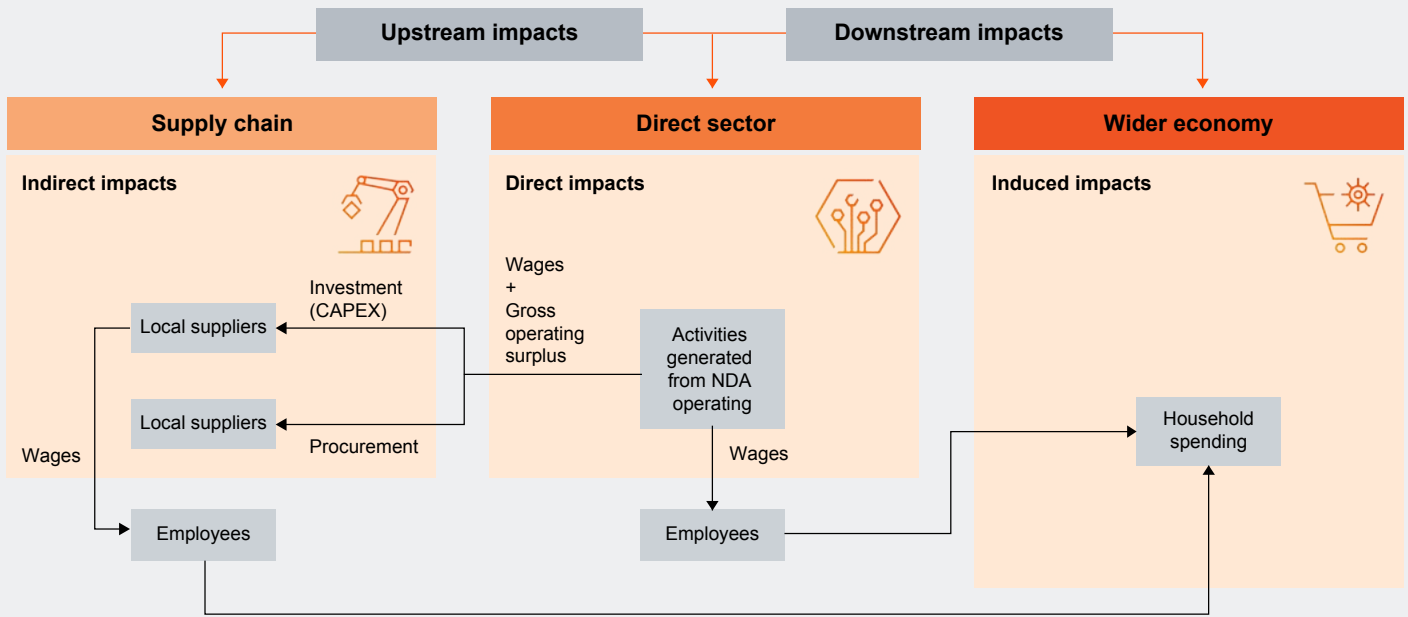 Upstream impacts
Downstream impacts
Supply chain
Direct sector
Wider economy
Indirect impacts
Investment
(CAPEX)
Local suppliers
Local suppliers
Procurement
Wages
Employees
Direct impacts
Wages
+
Gross
operating
surplus
Activities
generated
from NDA
operating
Wages
Employees
Induced impacts
Household
spending